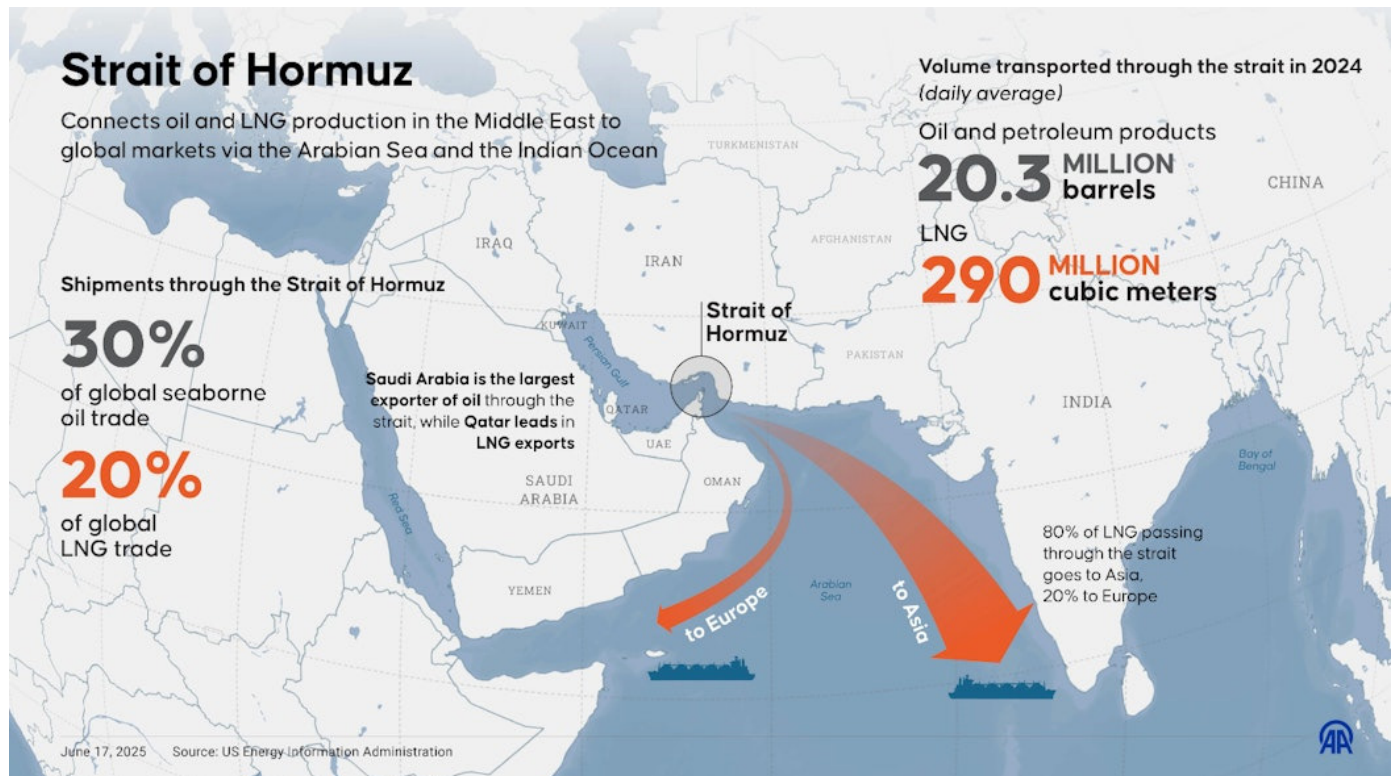 Strait of Hormuz
Connects oil and LNG production in the Middle East to
global markets via the Arabian Sea and the Indian Ocean
Volume transported through the strait in 2024
(daily average)
Oil and petroleum products
20.3 MILLION
barrels
LNG
290 MILLION
cubic meters
Shipments through the Strait of Hormuz
30%
of global seaborne
oil trade
20%
of global
LNG trade
Saudi Arabia is the largest
exporter of oil through the
strait, while Qatar leads in
LNG exports
Strait of
Hormuz
TURKMENISTAN
CHINA
IRAQ
IRAN
AFGHANISTAN
KUWAIT
Persian Gulf
PAKISTAN
QATAR
UAE
INDIA
SAUDI
ARABIA
OMAN
Bay of
Bengal
Red Sea
YEMEN
Arabian
Sea
to Europe
to Asia
80% of LNG passing
through the strait
goes to Asia,
20% to Europe
June 17, 2025 Source: US Energy Information Administration
AA